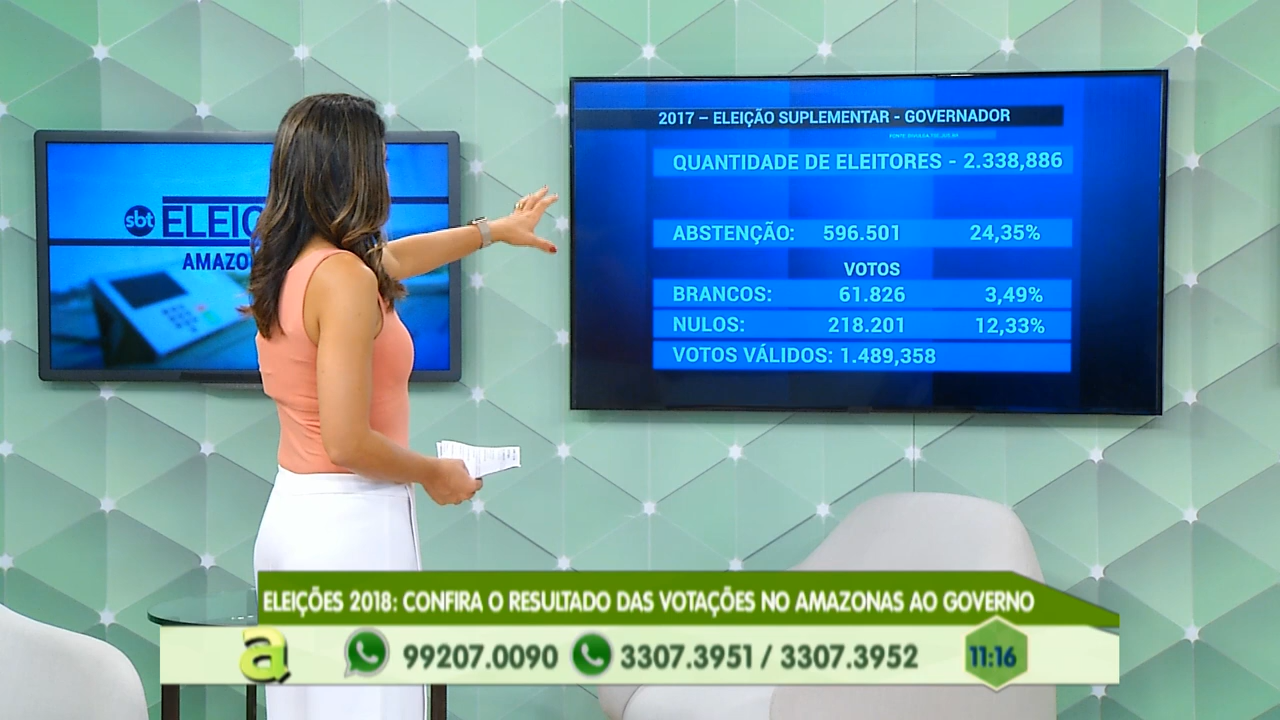 sbt ELEIÇ
AMAZO
2017 – ELEIÇÃO SUPLEMENTAR - GOVERNADOR
QUANTIDADE DE ELEITORES - 2.338,886
ABSTENÇÃO: 596.501 24,35%
VOTOS
BRANCOS: 61.826 3,49%
NULOS: 218.201 12,33%
VOTOS VÁLIDOS: 1.489,358
ELEIÇÕES 2018: CONFIRA O RESULTADO DAS VOTAÇÕES NO AMAZONAS AO GOVERNO
a 99207.0090 3307.3951 / 3307.3952 11:16